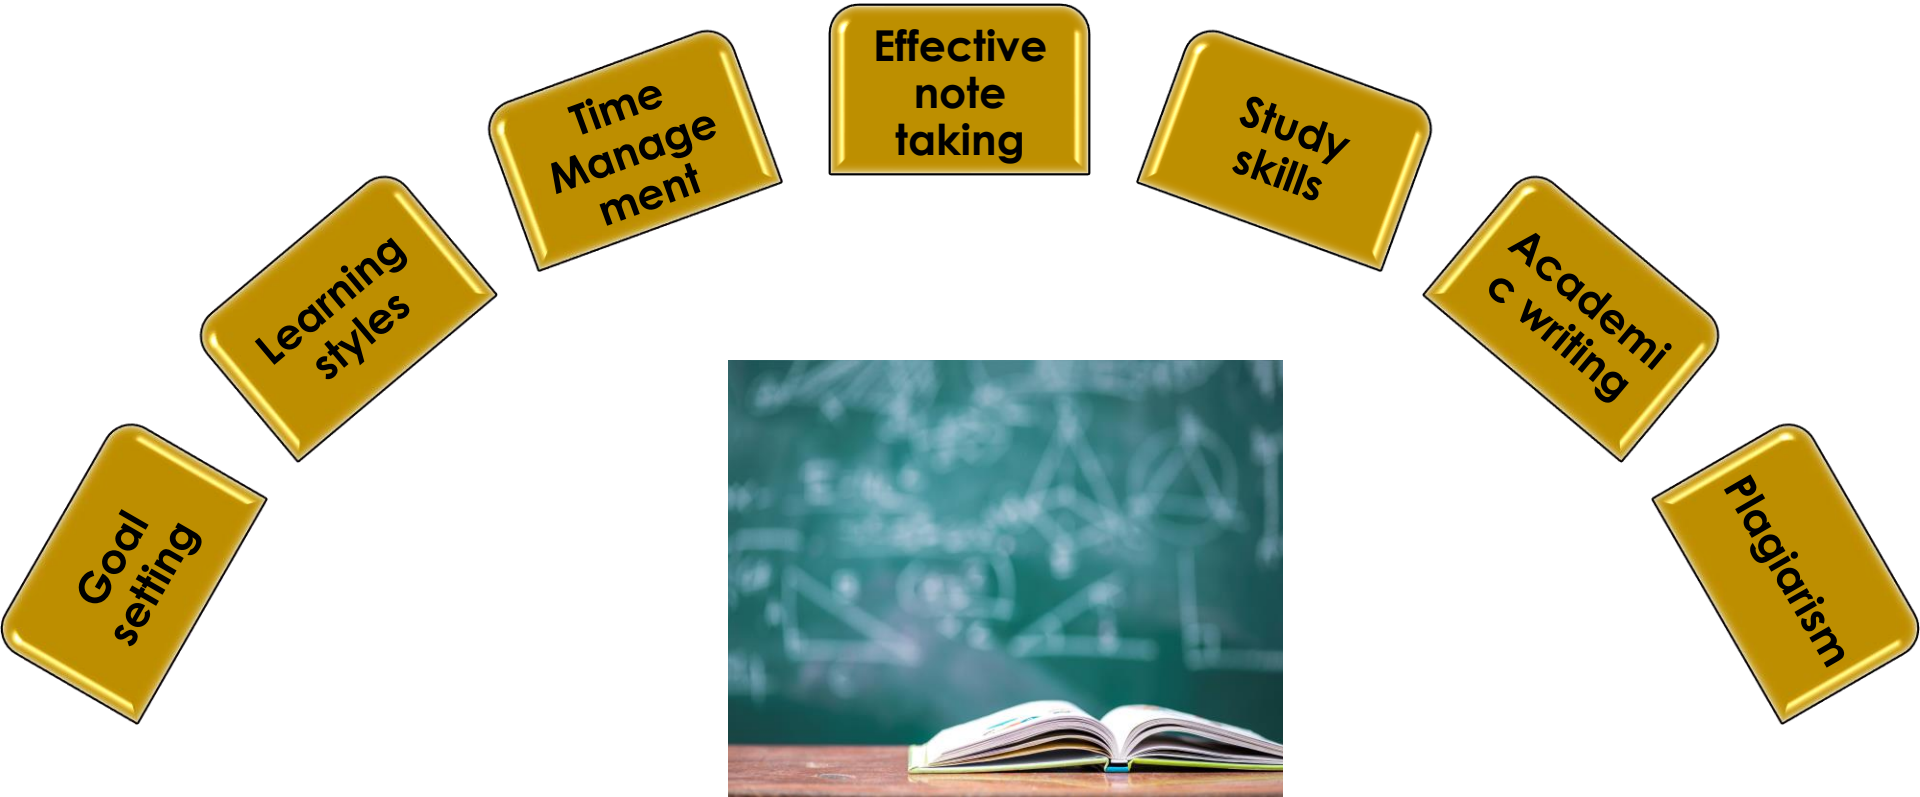 Goal
setting
Learning
styles
Time
Manage
ment
Effective
note
taking
Study
skills
Academi
c writing
Plagiarism